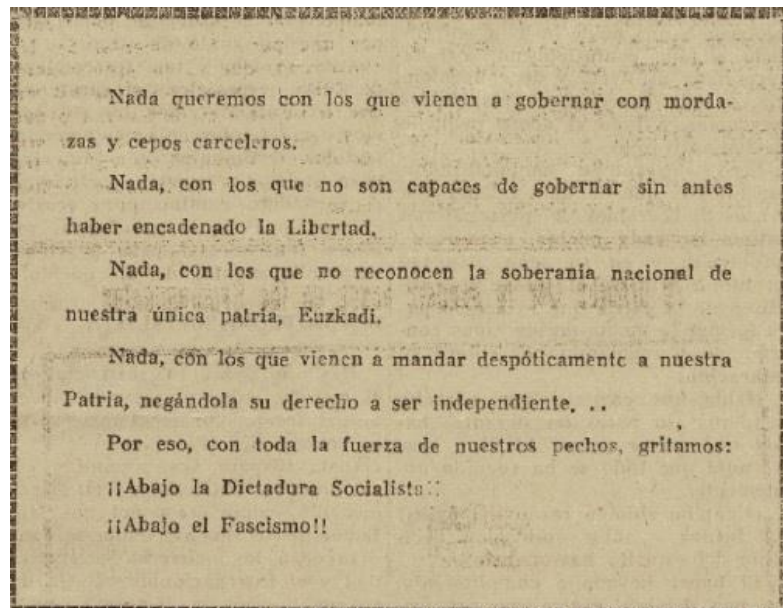 Nada queremos con los que vienen a gobernar con morda-
zas y cepos carceleros.
Nada, con los que no son capaces de gobernar sin antes
haber encadenado la Libertad.
Nada, con los que no reconocen la soberania nacional de
nuestra única patria, Euzkadi.
Nada, con los que vienen a mandar despóticamente a nuestra
Patria, negándola su derecho a ser independiente. ..
Por eso, con toda la fuerza de nuestros pechos, gritamos:
¡¡Abajo la Dictadura Socialista!!
¡¡Abajo el Fascismo!!